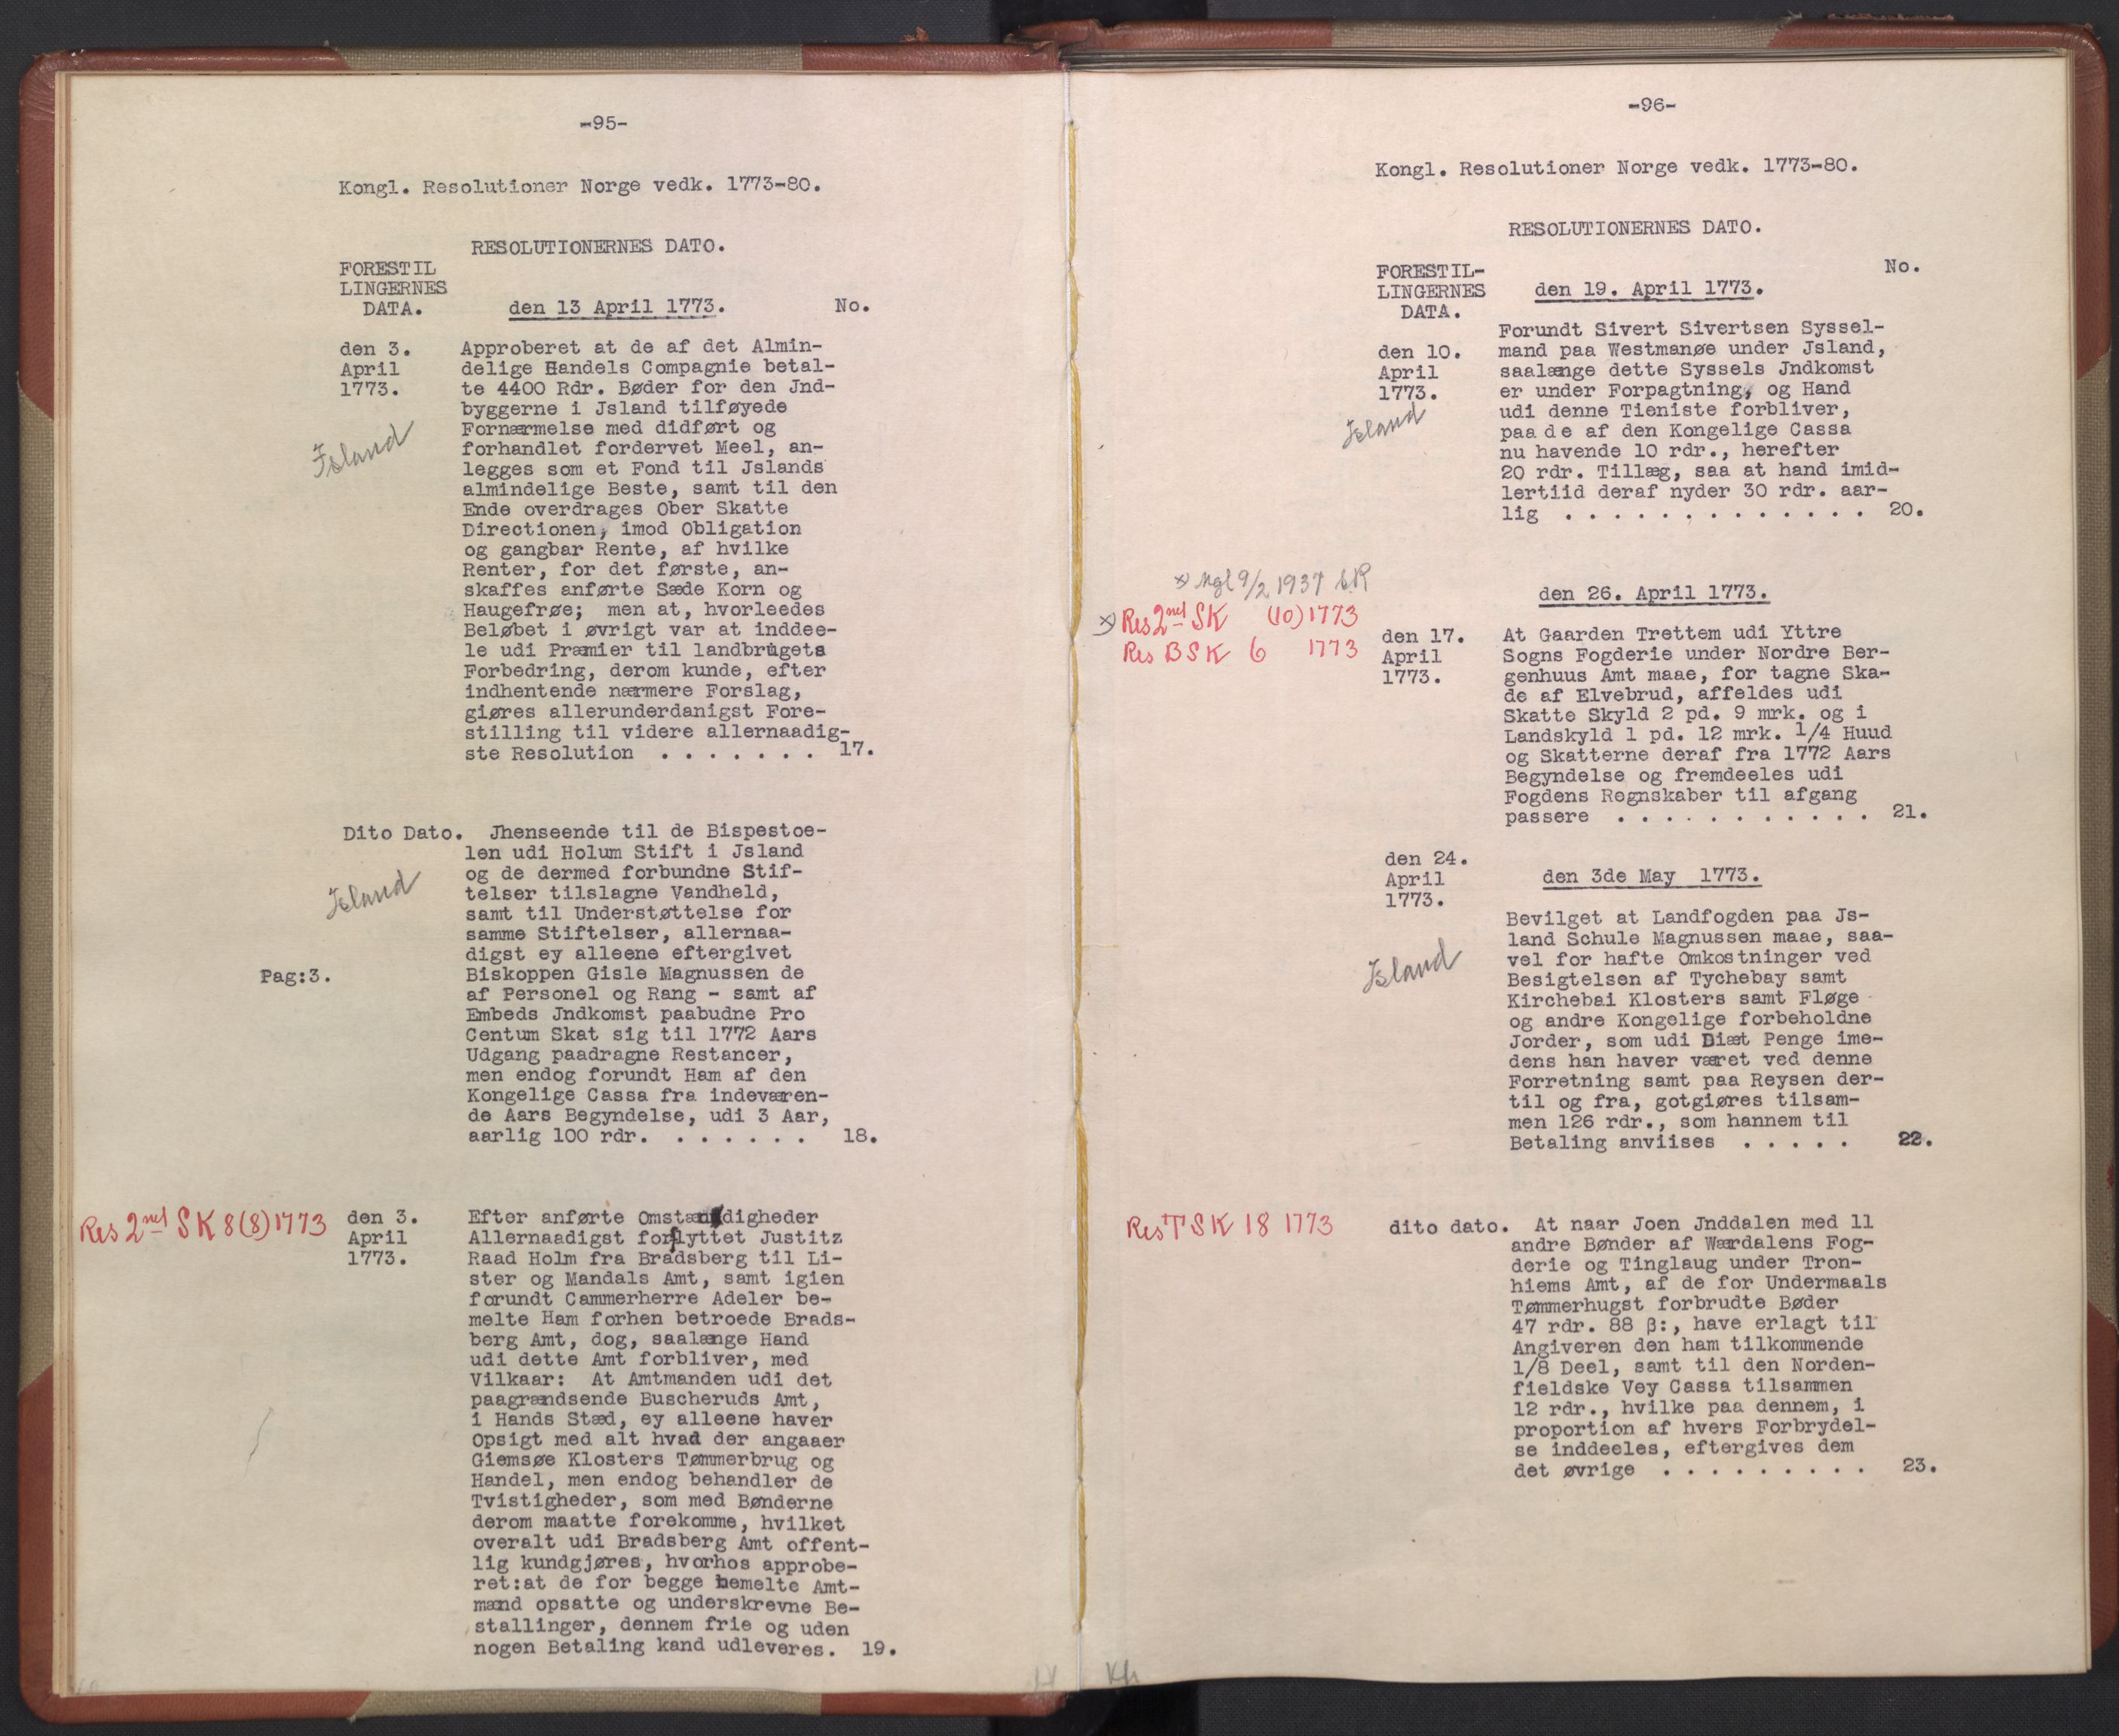 -95-
Kongl. Resolutioner Norge vedk. 1773-80.
RESOLUTIONERNES DATO.
FORESTIL
LINGERNES
DATA. den 13 April 1773. No.
den 3. Approberet at de af det Almin-
April delige Handels Compagnie betal-
1773. te 4400 Rdr. Bøder for den Jnd-
byggerne i Jsland tilføyede
Fornærmelse med didført og
Island forhandlet fordervet Meel, an-
legges som et Fond til Jslands
almindelige Beste, samt til den
Ende overdrages Ober Skatte
Directionen, imod Obligation
og gangbar Rente, af hvilke
Renter, for det første, an-
skaffes anførte Sæde Korn og
Haugefrøe; men at, hvorleedes
Beløbet i øvrigt var at inddee-
le udi Præmier til landbrugets
Forbedring, derom kunde, efter
indhentende nærmere Forslag,
giøres allerunderdanigst Fore-
stilling til videre allernaadig-
ste Resolution . . . . . . . 17.
Dito Dato. Jhenseende til de Bispestoe-
len udi Holum Stift i Jsland
og de dermed forbundne Stif-
Island telser tilslagne Vandheld,
samt til Understøttelse for
samme Stiftelser, allernaa-
digst ey alleene eftergivet
Pag:3. Biskoppen Gisle Magnussen de
af Personel og Rang - samt af
Embeds Jndkomst paabudne Pro
Centum Skat sig til 1772 Aars
Udgang paadragne Restancer,
men endog forundt Ham af den
Kongelige Cassa fra indeværen-
de Aars Begyndelse, udi 3 Aar,
aarlig 100 rdr. . . . . . . 18.
Res 2net SK 8(8) 1773 den 3. Efter anførte Omstændigheder
April Allernaadigst forflyttet Justitz
1773. Raad Holm fra Bradsberg til Li-
ster og Mandals Amt, samt igien
forundt Cammerherre Adeler be-
melte Ham forhen betroede Brads-
berg Amt, dog, saalænge Hand
udi dette Amt forbliver, med
Vilkaar: At Amtmanden udi det
paagrændsende Buscheruds Amt,
i Hands Stæd, ey alleene haver
Opsigt med alt hvad der angaaer
Giemsøe Klosters Tømmerbrug og
Handel, men endog behandler de
Tvistigheder, som med Bønderne
derom maatte forekomme, hvilket
overalt udi Bradsberg Amt offent-
lig kundgjøres, hvorhos approbe-
ret:at de for begge bemelte Amt-
mænd opsatte og underskrevne Be-
stallinger, dennem frie og uden
nogen Betaling kand udleveres. 19.
-96-
Kongl. Resolutioner Norge vedk. 1773-80.
RESOLUTIONERNES DATO.
FORESTIL- No.
LINGERNES den 19. April 1773.
DATA.
Forundt Sivert Sivertsen Syssel-
den 10. mand paa Westmanøe under Jsland,
April saalænge dette Syssels Jndkomst
1773. er under Forpagtning, og Hand
Island udi denne Tieniste forbliver,
paa de af den Kongelige Cassa
nu havende 10 rdr., herefter
20 rdr. Tillæg, saa at hand imid-
lertiid deraf nyder 30 rdr. aar-
lig . . . . . . . . . . . . . 20.
x) Mgl 9/2 1937
den 26. April 1773.
x) Res 2net SK (10) 1773
den 17. At Gaarden Trettem udi Yttre
Res B SK 6 1773 April Sogns Fogderie under Nordre Ber-
1773. genhuus Amt maae, for tagne Ska-
de af Elvebrud, affeldes udi
Skatte Skyld 2 pd. 9 mrk. og i
Landskyld 1 pd. 12 mrk. 1/4 Huud
og Skatterne deraf fra 1772 Aars
Begyndelse og fremdeeles udi
Fogdens Regnskaber til afgang
passere . . . . . . . . . . . 21.
den 24.
April den 3de May 1773.
1773.
Bevilget at Landfogden paa Js-
land Schule Magnussen maae, saa-
Island vel for hafte Omkostninger ved
Besigtelsen af Tychebay samt
Kirchebai Klosters samt Fløge
og andre Kongelige forbeholdne
Jorder, som udi Diæt Penge ime-
dens han haver været ved denne
Forretning samt paa Reysen der-
til og fra, gotgiøres tilsam-
men 126 rdr., som hannem til
Betaling anviises . . . . . 22.
Res T SK 18 1773 dito dato. At naar Joen Jnddalen med 11
andre Bønder af Wærdalens Fog-
derie og Tinglaug under Tron-
hiems Amt, af de for Undermaals
Tømmerhugst forbrudte Bøder
47 rdr. 88 β:, have erlagt til
Angiveren den ham tilkommende
1/8 Deel, samt til den Norden-
fieldske Vey Cassa tilsammen
12 rdr., hvilke paa dennem, i
proportion af hvers Forbrydel-
se inddeeles, eftergives dem
det øvrige . . . . . . . . . 23.